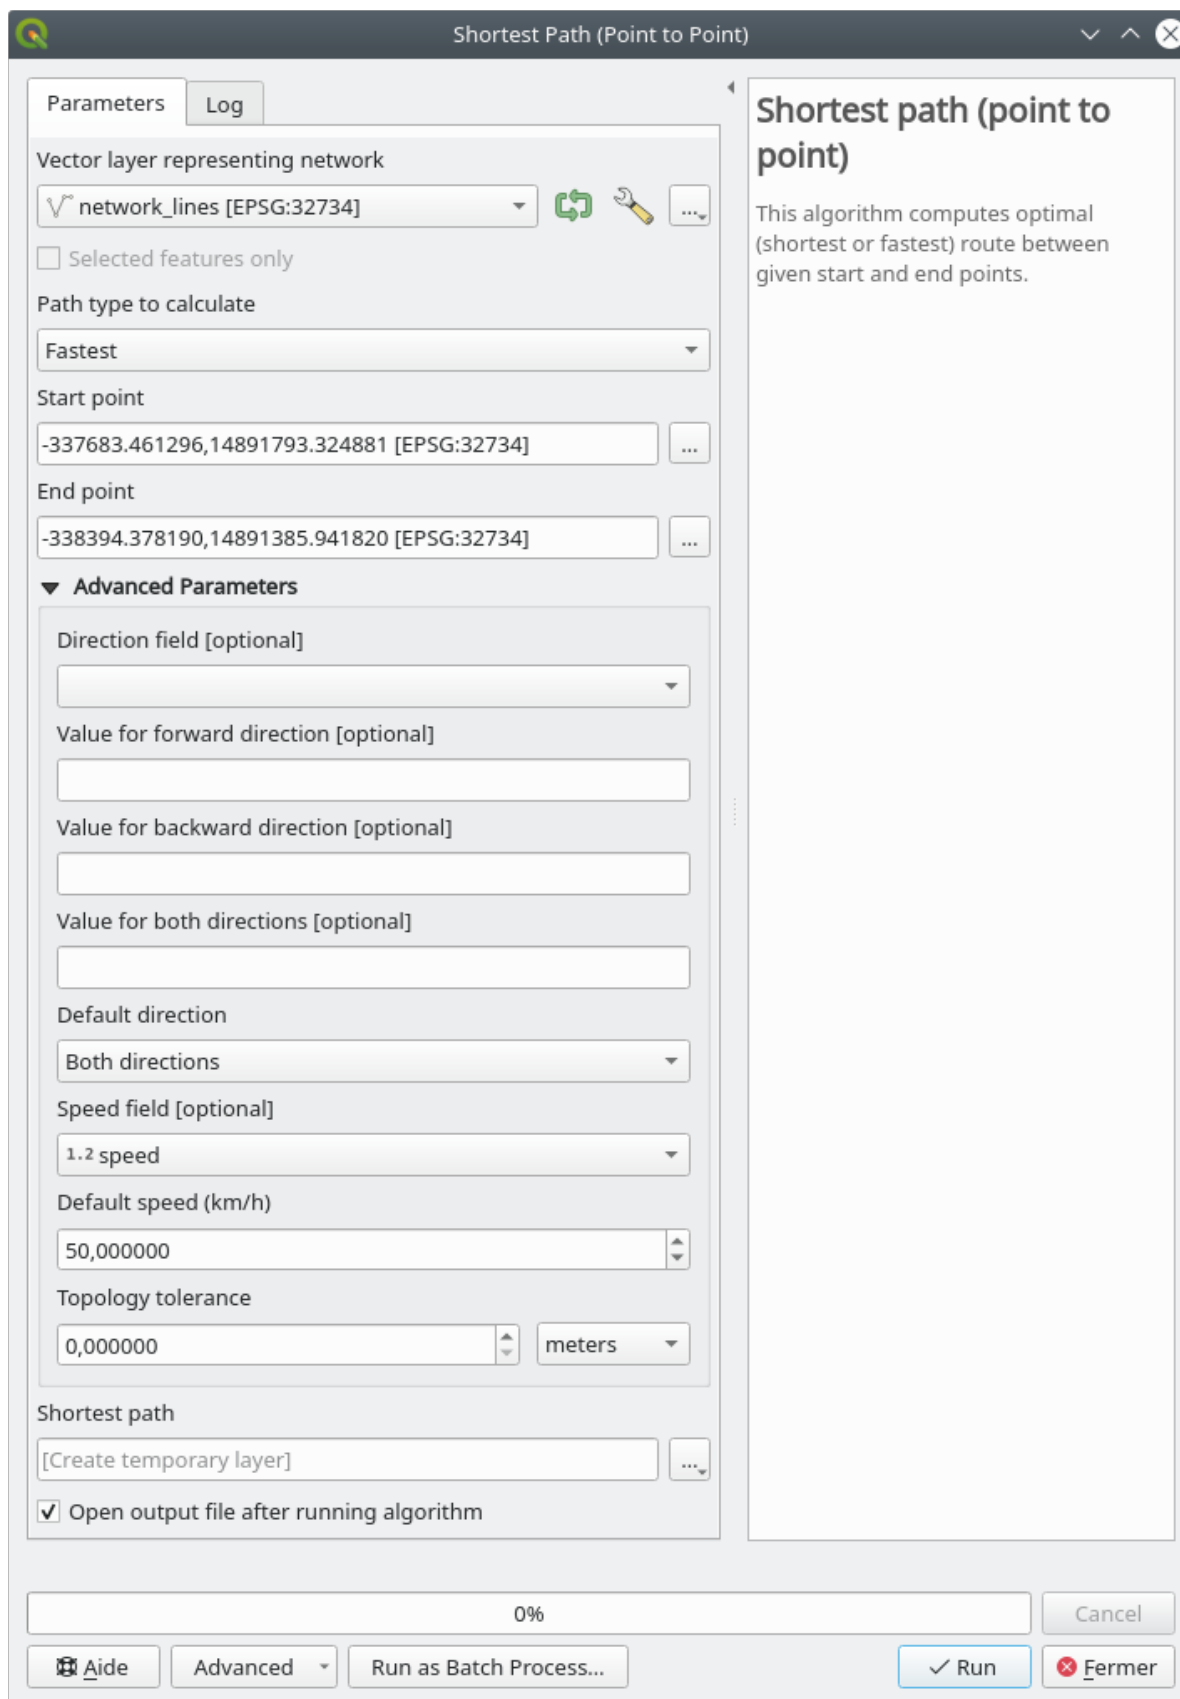 Shortest Path (Point to Point)
Parameters
Log
Vector layer representing network
network_lines [EPSG:32734]
...
Selected features only
Path type to calculate
Fastest
Start point
-337683.461296,14891793.324881 [EPSG:32734]
...
End point
-338394.378190,14891385.941820 [EPSG:32734]
...
Advanced Parameters
Direction field [optional]
Value for forward direction [optional]
Value for backward direction [optional]
Value for both directions [optional]
Default direction
Both directions
Speed field [optional]
1.2 speed
Default speed (km/h)
50,000000
Topology tolerance
0,000000
meters
Shortest path
[Create temporary layer]
...
Open output file after running algorithm
Shortest path (point to
point)
This algorithm computes optimal
(shortest or fastest) route between
given start and end points.
0%
Cancel
Aide
Advanced
Run as Batch Process...
Run
Fermer